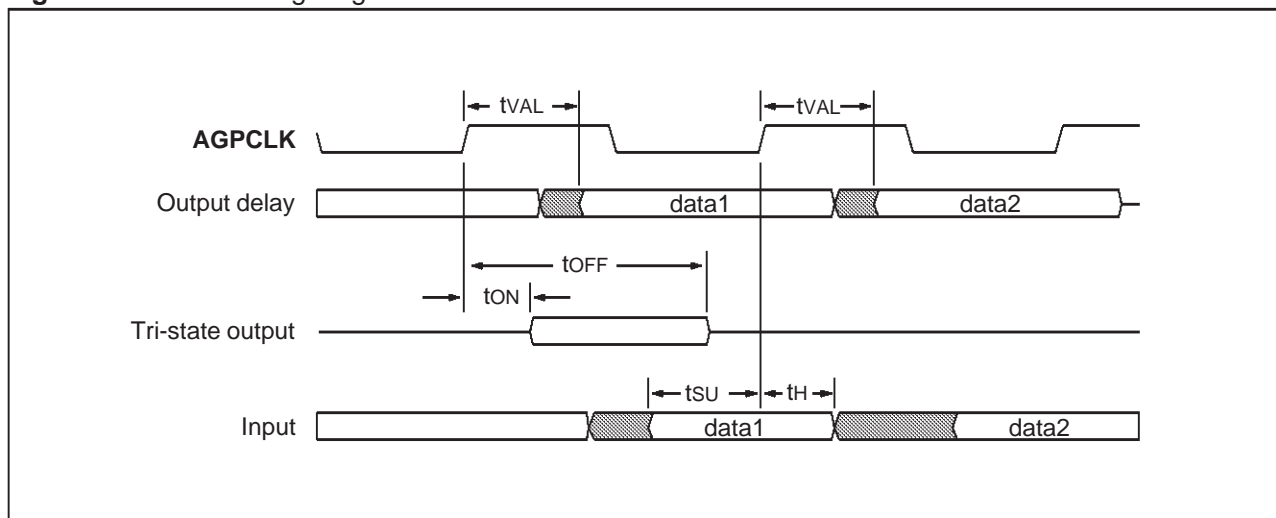 tVAL
tVAL
AGPCLK
Output delay
data1
data2
tOFF
tON
Tri-state output
tSU
tH
Input
data1
data2